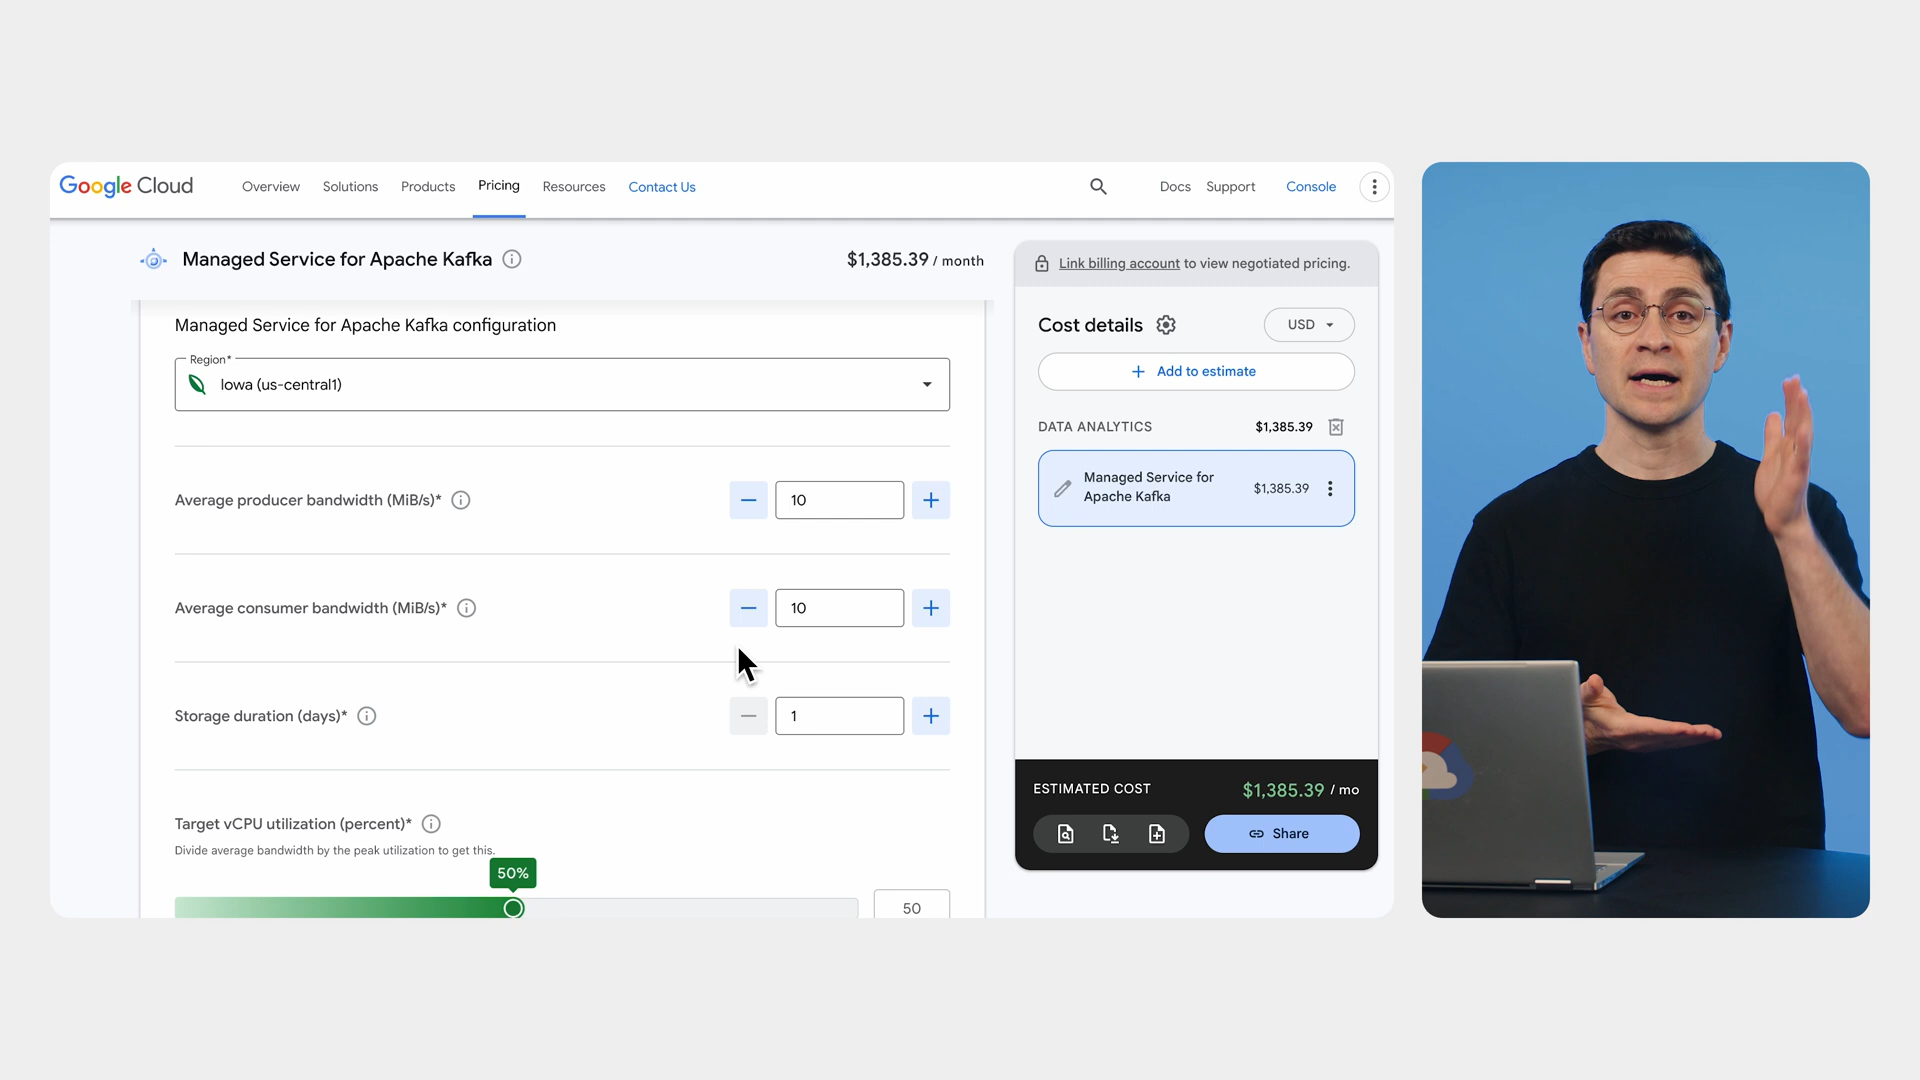 Google Cloud
Overview
Solutions
Products
Pricing
Resources
Contact Us
Docs
Support
Console
Managed Service for Apache Kafka
$1,385.39 / month
Managed Service for Apache Kafka configuration
Region*
Iowa (us-central1)
Average producer bandwidth (MiB/s)*
10
Average consumer bandwidth (MiB/s)*
10
Storage duration (days)*
1
Target vCPU utilization (percent)*
Divide average bandwidth by the peak utilization to get this.
50%
50
Link billing account to view negotiated pricing.
Cost details
USD
Add to estimate
DATA ANALYTICS
$1,385.39
Managed Service for
Apache Kafka
$1,385.39
ESTIMATED COST
$1,385.39 / mo
Share